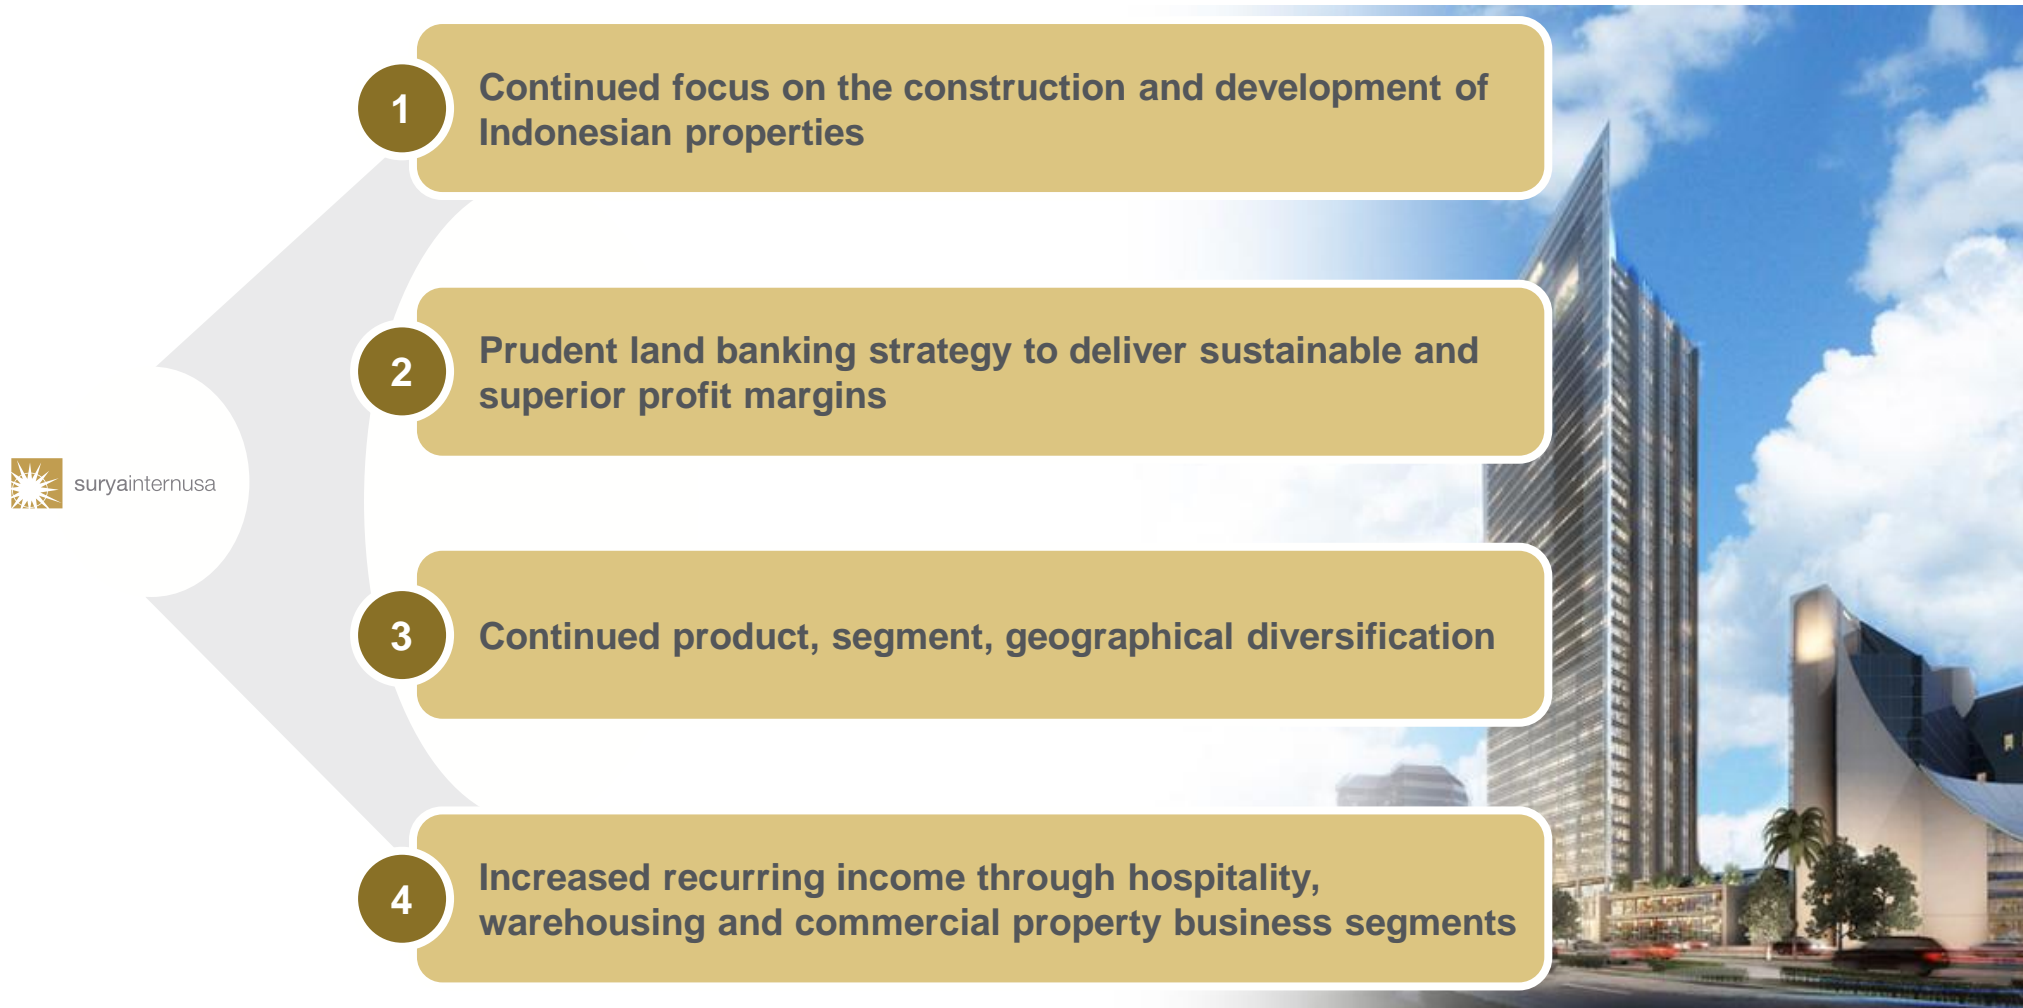 1
Continued focus on the construction and development of
Indonesian properties
2
Prudent land banking strategy to deliver sustainable and
superior profit margins
suryainternusa
3
Continued product, segment, geographical diversification
4
Increased recurring income through hospitality,
warehousing and commercial property business segments